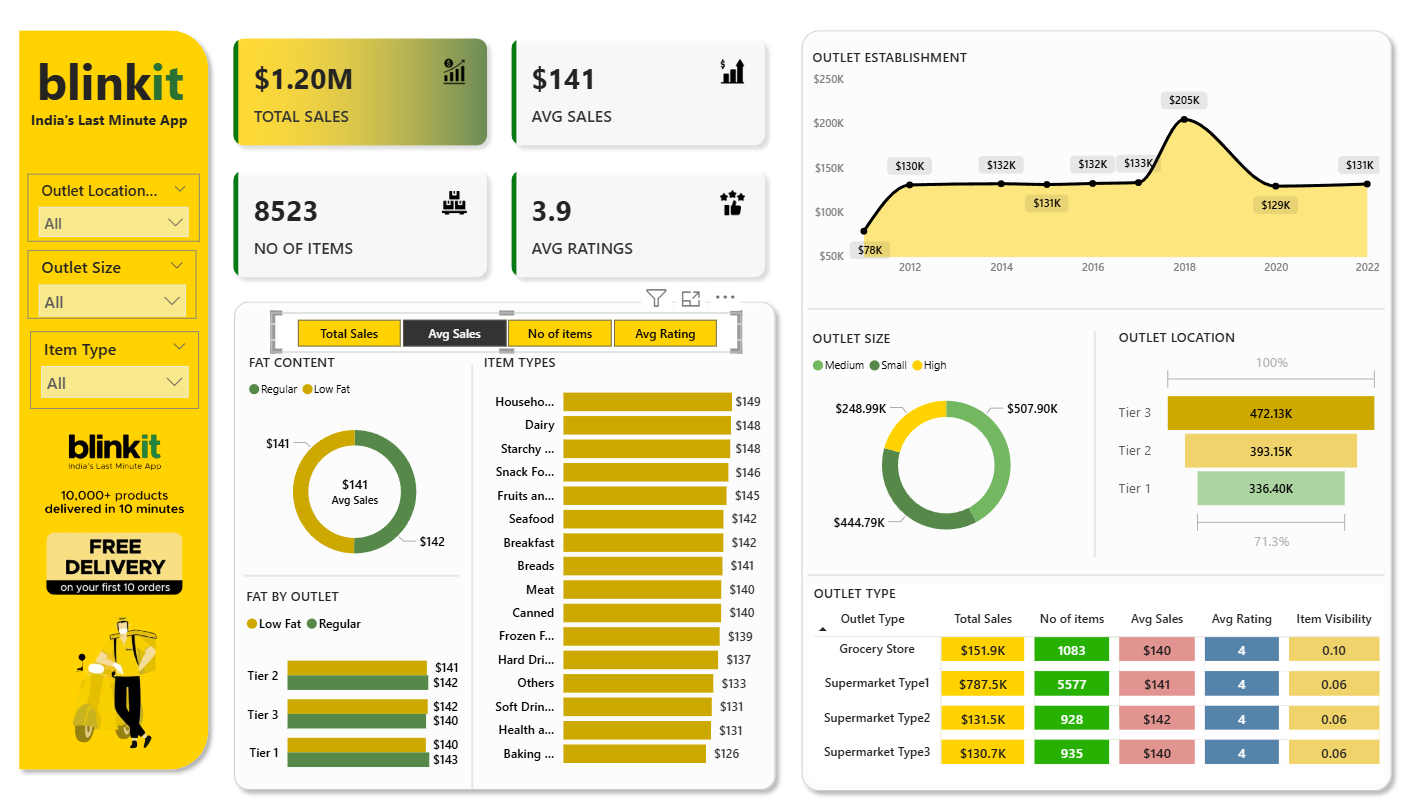 blinkit
India's Last Minute App
Outlet Location...
All
Outlet Size
All
Item Type
All
blinkit
India's Last Minute App
10,000+ products
delivered in 10 minutes
FREE
DELIVERY
on your first 10 orders
$1.20M
TOTAL SALES
$141
AVG SALES
8523
NO OF ITEMS
3.9
AVG RATINGS
Total Sales Avg Sales No of items Avg Rating
FAT CONTENT
Regular Low Fat
$141
$141
Avg Sales
$142
FAT BY OUTLET
Low Fat Regular
Tier 2 $141
$142
Tier 3 $142
$140
Tier 1 $140
$143
ITEM TYPES
Househo... $149
Dairy $148
Starchy ... $148
Snack Fo... $146
Fruits an... $145
Seafood $142
Breakfast $142
Breads $141
Meat $140
Canned $140
Frozen F... $139
Hard Dri... $137
Others $133
Soft Drin... $131
Health a... $131
Baking ... $126
OUTLET ESTABLISHMENT
$250K
$200K
$150K
$100K
$50K
$78K
$130K
$132K
$131K
$132K
$133K
$205K
$129K
$131K
2012 2014 2016 2018 2020 2022
OUTLET SIZE
Medium Small High
$248.99K
$507.90K
$444.79K
OUTLET LOCATION
100%
Tier 3 472.13K
Tier 2 393.15K
Tier 1 336.40K
71.3%
OUTLET TYPE
Outlet Type Total Sales No of items Avg Sales Avg Rating Item Visibility
Grocery Store $151.9K 1083 $140 4 0.10
Supermarket Type1 $787.5K 5577 $141 4 0.06
Supermarket Type2 $131.5K 928 $142 4 0.06
Supermarket Type3 $130.7K 935 $140 4 0.06